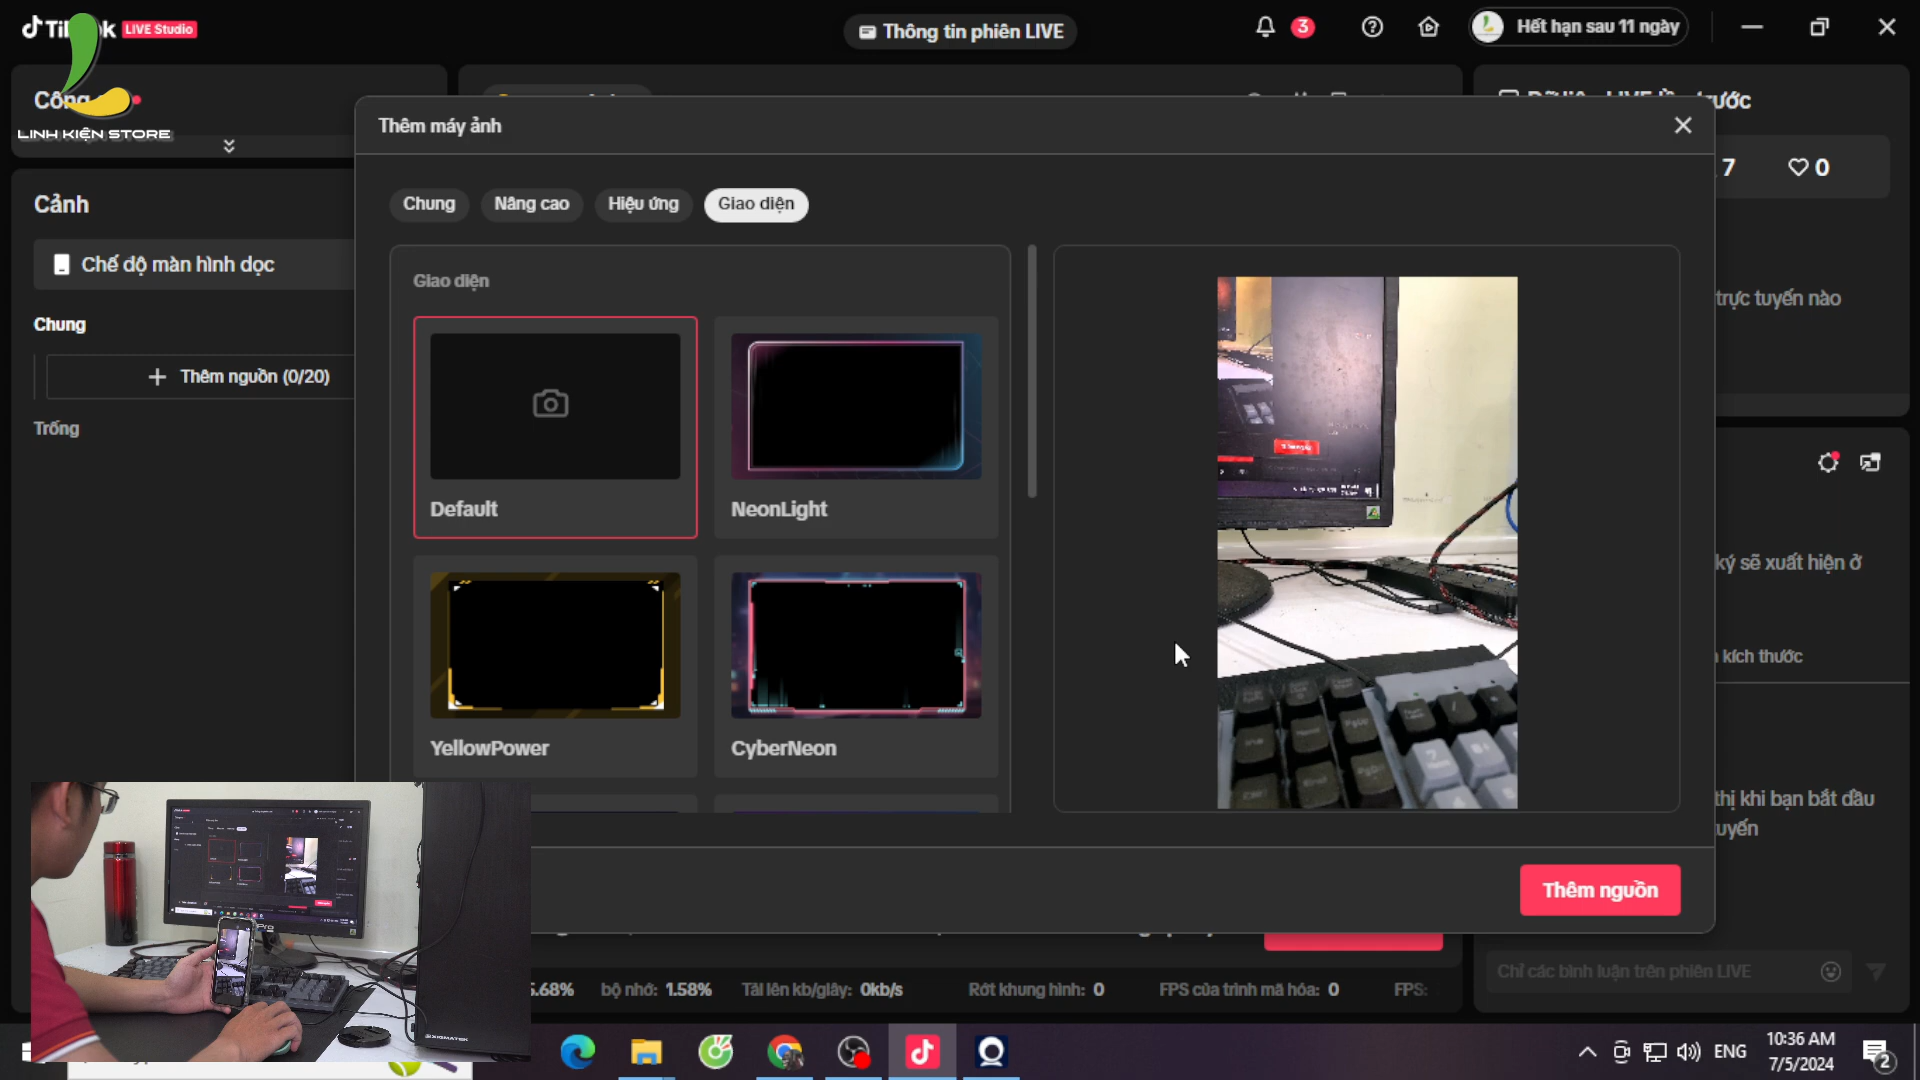 LIVE Studio
Thông tin phiên LIVE
3
Hết hạn sau 11 ngày
LINH KIỆN STORE
Cảnh
Chế độ màn hình dọc
Chung
Thêm nguồn (0/20)
Trống
Thêm máy ảnh
Chung
Nâng cao
Hiệu ứng
Giao diện
Giao diện
Default
NeonLight
YellowPower
CyberNeon
Thêm nguồn
7
0
trực tuyến nào
ký sẽ xuất hiện ở
kích thước
thị khi bạn bắt đầu
Chỉ các bình luận trên phiên LIVE
5.68%
bộ nhớ: 1.58%
Tải lên kb/giây: 0kb/s
Rớt khung hình: 0
FPS của trình mã hóa: 0
FPS:
XIGMATEK
ENG
10:36 AM
7/5/2024
2